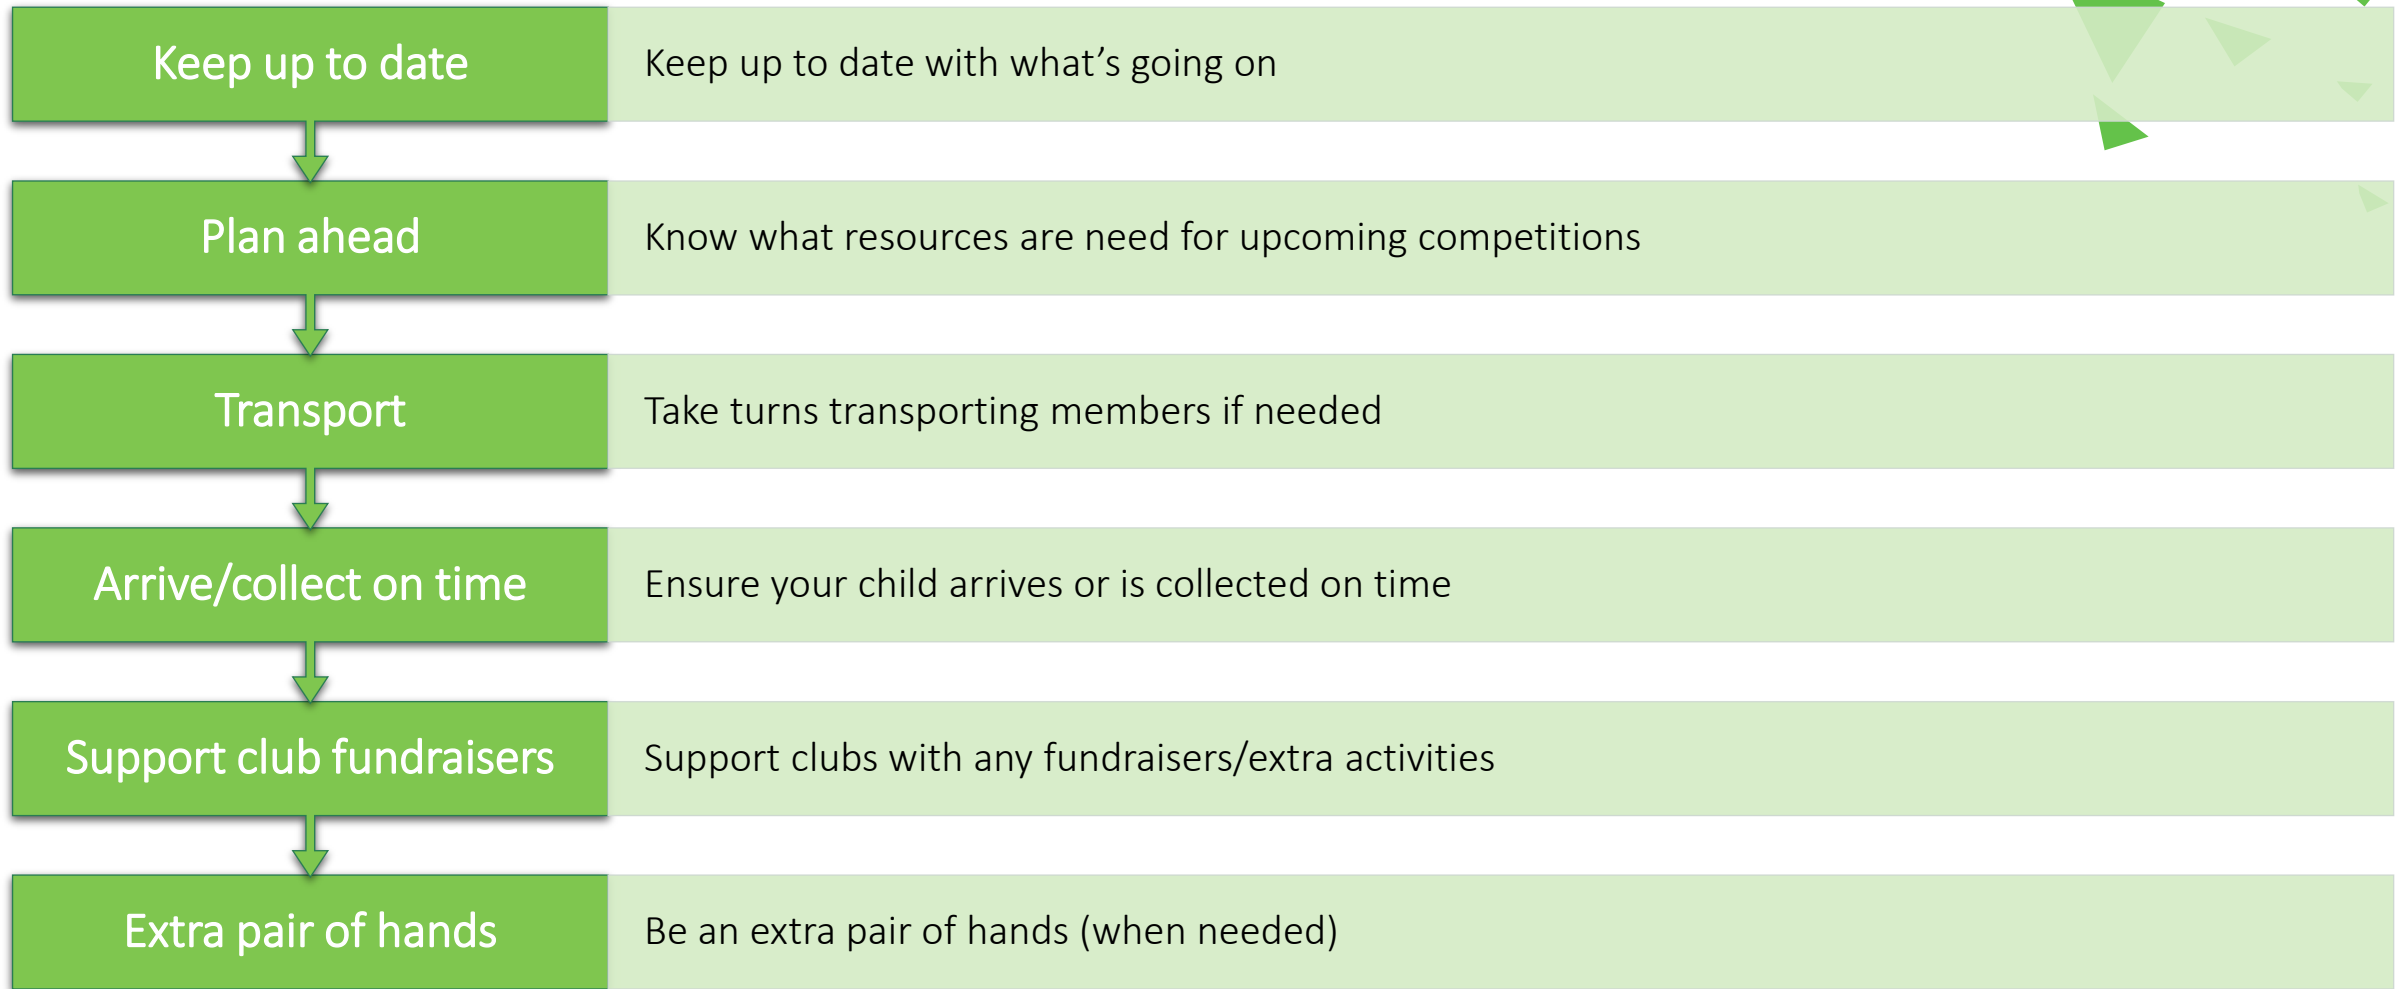 Keep up to date
Keep up to date with what’s going on
Plan ahead
Know what resources are need for upcoming competitions
Transport
Take turns transporting members if needed
Arrive/collect on time
Ensure your child arrives or is collected on time
Support club fundraisers
Support clubs with any fundraisers/extra activities
Extra pair of hands
Be an extra pair of hands (when needed)